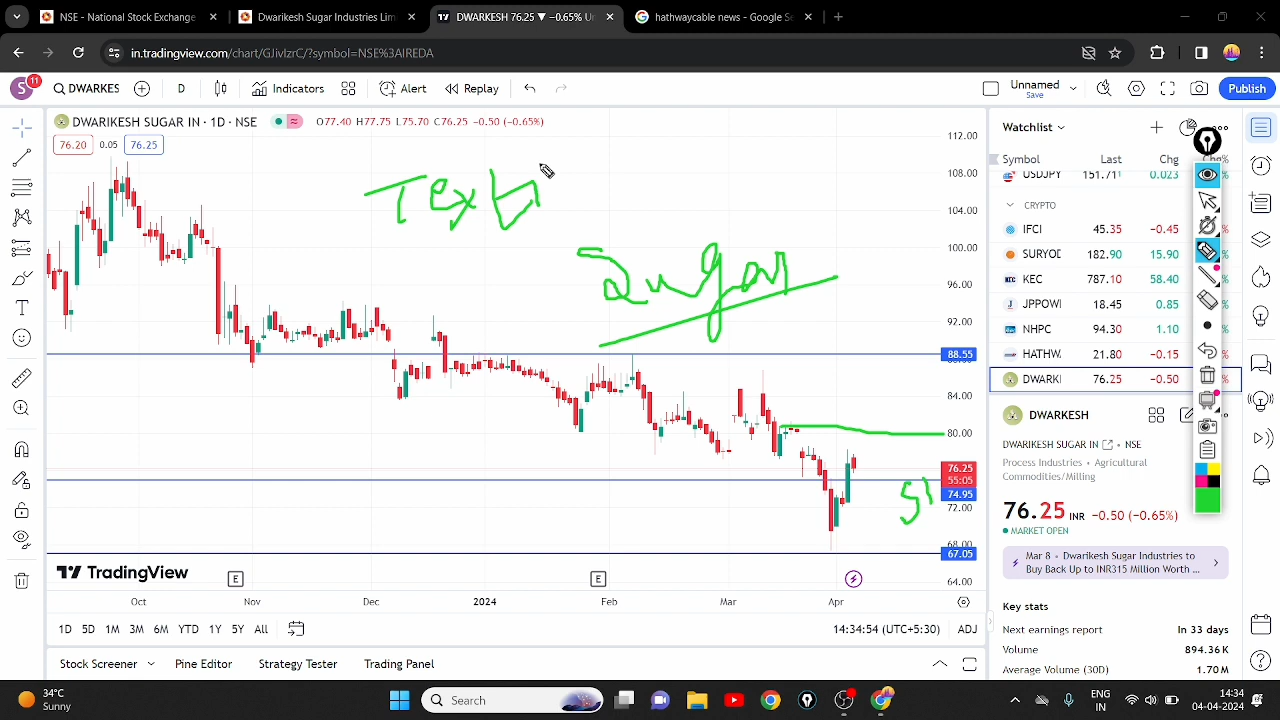 NSE - National Stock Exchange
Dwarikesh Sugar Industries Lim
DWARKESH 76.25 ▼ −0.65% Un
hathwaycable news - Google Se
in.tradingview.com/chart/GJivIzrC/?symbol=NSE%3AIREDA
S 11 DWARKES D Indicators Alert Replay Unnamed Save Publish
DWARIKESH SUGAR IN · 1D · NSE O77.40 H77.75 L75.70 C76.25 −0.50 (−0.65%)
76.20 0.05 76.25
Sugar
112.00
108.00
104.00
100.00
96.00
92.00
88.55
84.00
80.00
76.25
55.05
74.95
72.00
68.00
67.05
64.00
TradingView
E E
Oct Nov Dec 2024 Feb Mar Apr
1D 5D 1M 3M 6M YTD 1Y 5Y All 14:34:54 (UTC+5:30) ADJ
Stock Screener Pine Editor Strategy Tester Trading Panel
Watchlist
Symbol Last Chg Chg%
USDJPY 151.711 0.023 %
CRYPTO
IFCI 45.35 −0.45 %
SURYOD 182.90 15.90 %
KEC 787.10 58.40 %
JPPOWI 18.45 0.85 %
NHPC 94.30 1.10 %
HATHW. 21.80 −0.15 %
DWARKI 76.25 −0.50 %
DWARKESH
DWARIKESH SUGAR IN • NSE
Process Industries • Agricultural
Commodities/Milling
76.25 INR −0.50 (−0.65%)
MARKET OPEN
Mar 8 • Dwarikesh Sugar Industries to
Buy Back Up to INR315 Million Worth ...
Key stats
Next earnings report In 33 days
Volume 894.36 K
Average Volume (30D) 1.70 M
34°C
Sunny
Search
ENG
IN
14:34
04-04-2024